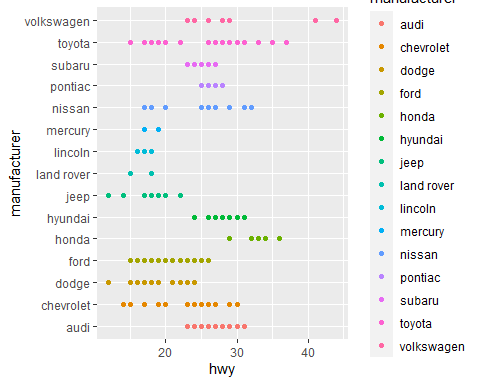 manufacturer
volkswagen
toyota
subaru
pontiac
nissan
mercury
lincoln
land rover
jeep
hyundai
honda
ford
dodge
chevrolet
audi
20
30
40
hwy
manufacturer
audi
chevrolet
dodge
ford
honda
hyundai
jeep
land rover
lincoln
mercury
nissan
pontiac
subaru
toyota
volkswagen